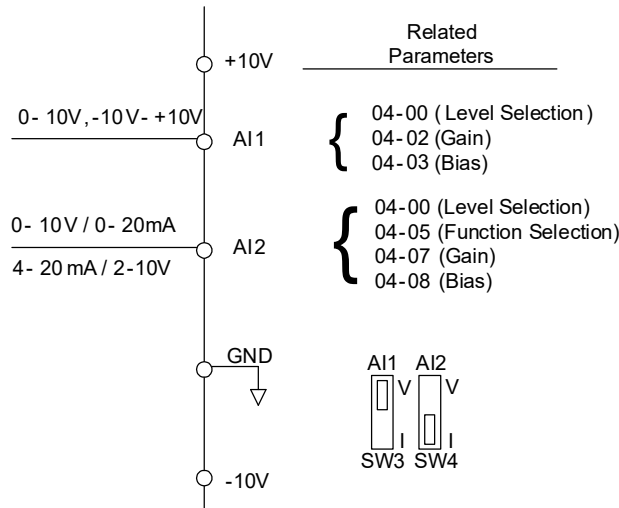 Related
Parameters
+10V
0- 10V, -10V- +10V
AI1
{ 04-00 ( Level Selection)
04-02 (Gain)
04-03 (Bias)
0- 10V / 0- 20mA
AI2
4- 20 mA / 2-10V
{ 04-00 (Level Selection)
04-05 (Function Selection)
04-07 (Gain)
04-08 (Bias)
GND
AI1 AI2
V V
I I
SW3 SW4
-10V